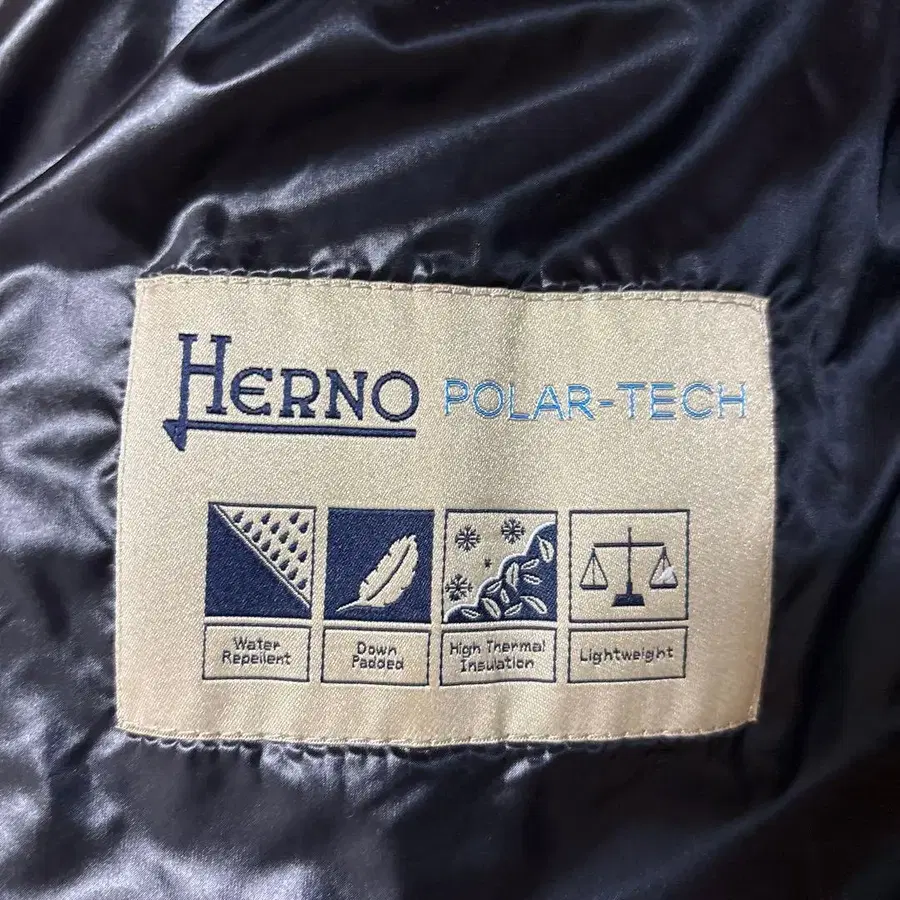 HERNO POLAR-TECH
Water
Repellent
Down
Padded
High Thermal
Insulation
Lightweight